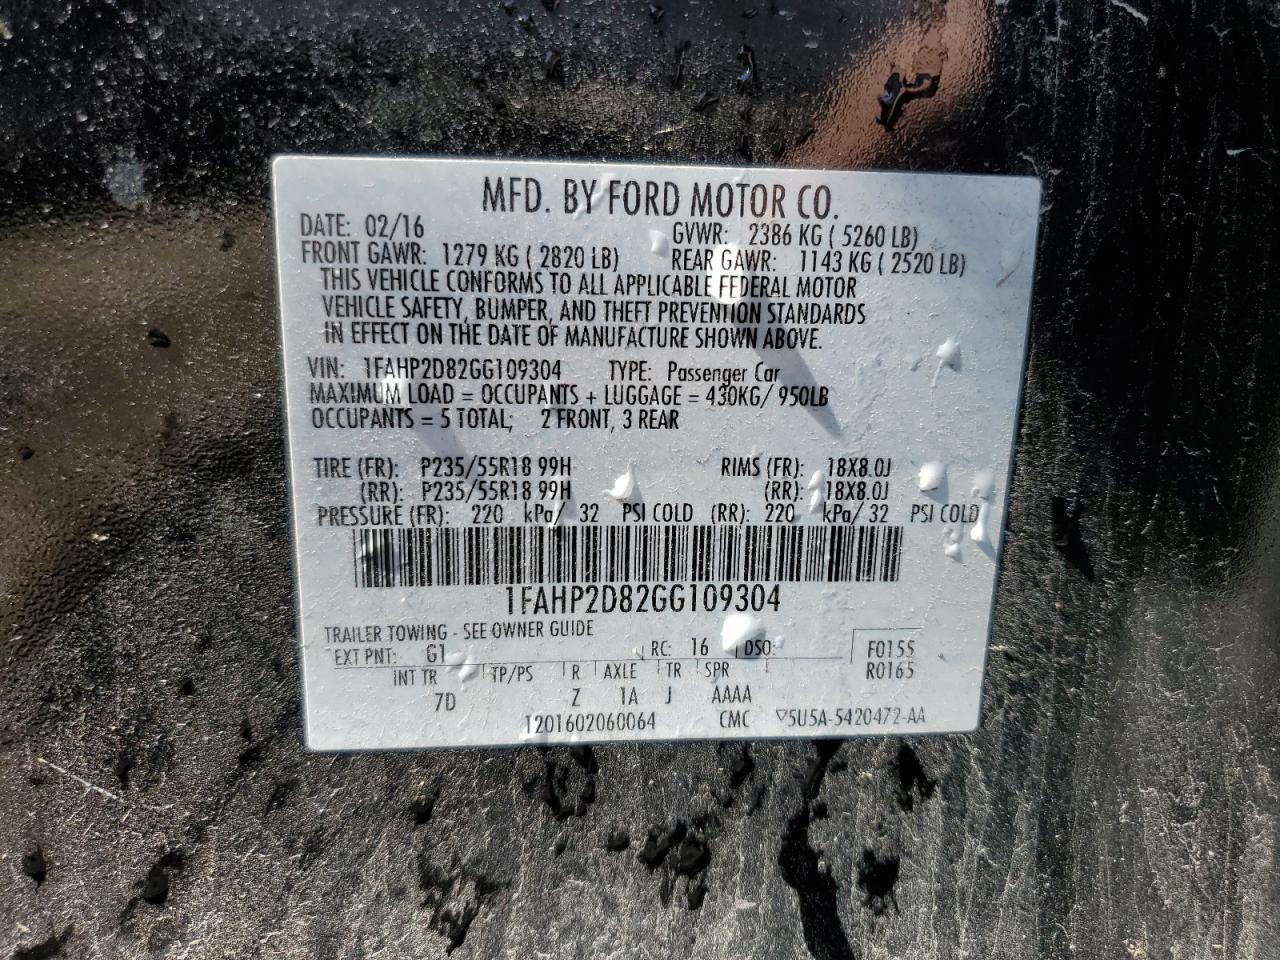 MFD. BY FORD MOTOR CO.
DATE: 02/16 GVWR: 2386 KG ( 5260 LB)
FRONT GAWR: 1279 KG ( 2820 LB) REAR GAWR: 1143 KG ( 2520 LB)
THIS VEHICLE CONFORMS TO ALL APPLICABLE FEDERAL MOTOR
VEHICLE SAFETY, BUMPER, AND THEFT PREVENTION STANDARDS
IN EFFECT ON THE DATE OF MANUFACTURE SHOWN ABOVE.
VIN: 1FAHP2D82GG109304 TYPE: Passenger Car
MAXIMUM LOAD = OCCUPANTS + LUGGAGE = 430KG/ 950LB
OCCUPANTS = 5 TOTAL; 2 FRONT, 3 REAR
TIRE (FR): P235/55R18 99H RIMS (FR): 18X8.0J
(RR): P235/55R18 99H (RR): 18X8.0J
PRESSURE (FR): 220 kPa/ 32 PSI COLD (RR): 220 kPa/ 32 PSI COLD
1FAHP2D82GG109304
TRAILER TOWING - SEE OWNER GUIDE
EXT PNT: G1 RC: 16 DSO: F0155
INT TR TP/PS R AXLE TR SPR R0165
7D Z 1A J AAAA
1201602060064 CMC ▽5U5A-5420472-AA